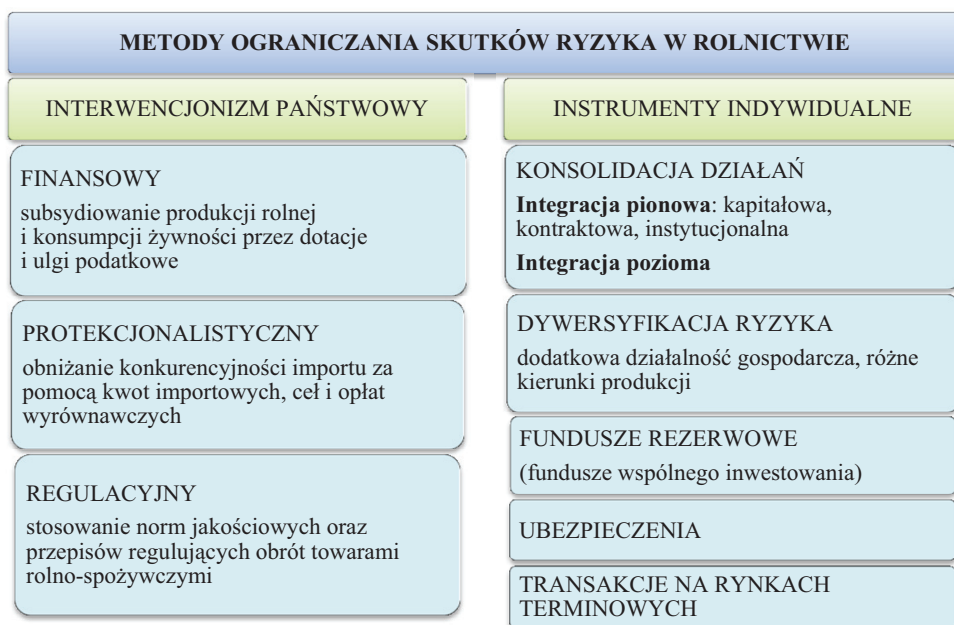 METODY OGRANICZANIA SKUTKÓW RYZYKA W ROLNICTWIE
INTERWENCJONIZM PAŃSTWOWY
FINANSOWY
subsydiowanie produkcji rolnej
i konsumpcji żywności przez dotacje
i ulgi podatkowe
PROTEKCJONALISTYCZNY
obniżanie konkurencyjności importu za
pomocą kwot importowych, ceł i opłat
wyrównawczych
REGULACYJNY
stosowanie norm jakościowych oraz
przepisów regulujących obrót towarami
rolno-spożywczymi
INSTRUMENTY INDYWIDUALNE
KONSOLIDACJA DZIAŁAŃ
Integracja pionowa: kapitałowa,
kontraktowa, instytucjonalna
Integracja pozioma
DYWERSYFIKACJA RYZYKA
dodatkowa działalność gospodarcza, różne
kierunki produkcji
FUNDUSZE REZERWOWE
(fundusze wspólnego inwestowania)
UBEZPIECZENIA
TRANSAKCJE NA RYNKACH
TERMINOWYCH